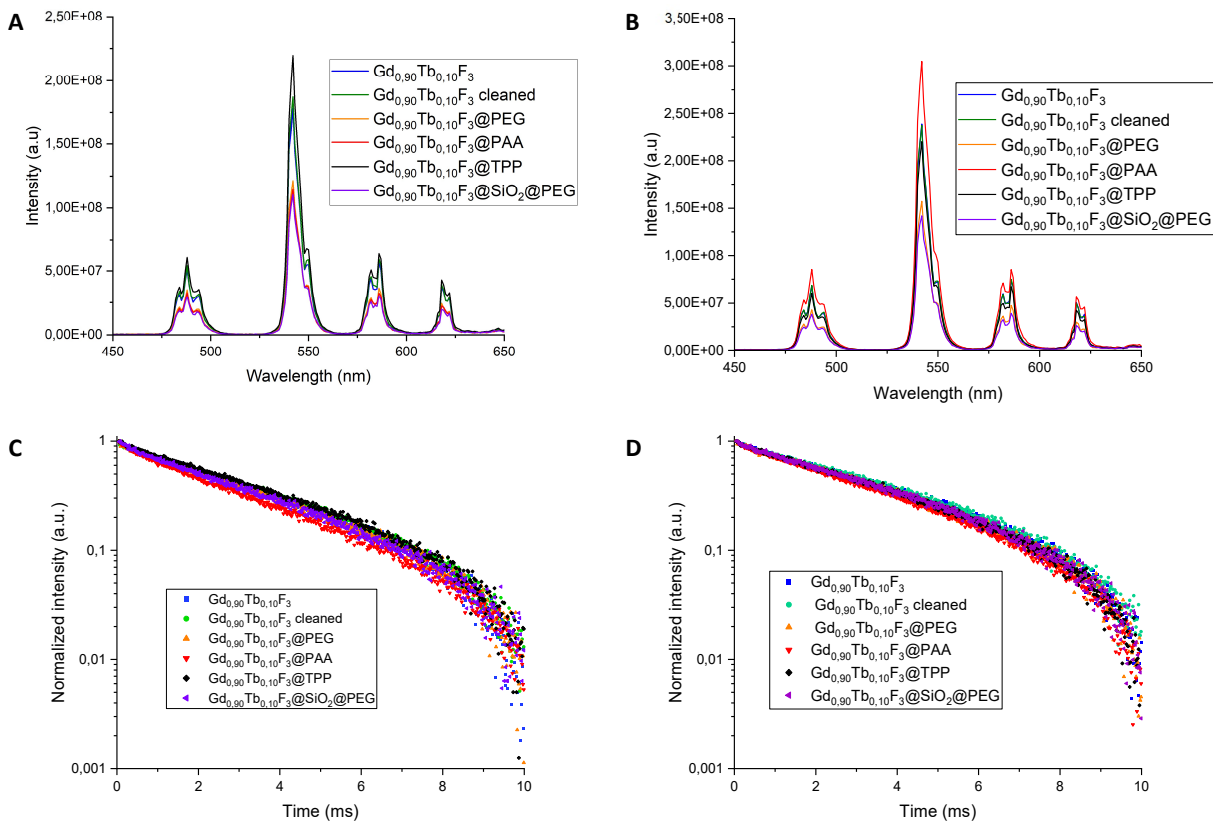 A
Intensity (a.u)
2,50E+08
2,00E+08
1,50E+08
1,00E+08
5,00E+07
0,00E+00
450
500
550
600
650
Wavelength (nm)
Gd0,90Tb0,10F3
Gd0,90Tb0,10F3 cleaned
Gd0,90Tb0,10F3@PEG
Gd0,90Tb0,10F3@PAA
Gd0,90Tb0,10F3@TPP
Gd0,90Tb0,10F3@SiO2@PEG
B
Intensity (a.u)
3,50E+08
3,00E+08
2,50E+08
2,00E+08
1,50E+08
1,00E+08
5,00E+07
0,00E+00
450
500
550
600
650
Wavelength (nm)
Gd0,90Tb0,10F3
Gd0,90Tb0,10F3 cleaned
Gd0,90Tb0,10F3@PEG
Gd0,90Tb0,10F3@PAA
Gd0,90Tb0,10F3@TPP
Gd0,90Tb0,10F3@SiO2@PEG
C
Normalized intensity (a.u.)
1
0,1
0,01
0,001
0
2
4
6
8
10
Time (ms)
Gd0,90Tb0,10F3
Gd0,90Tb0,10F3 cleaned
Gd0,90Tb0,10F3@PEG
Gd0,90Tb0,10F3@PAA
Gd0,90Tb0,10F3@TPP
Gd0,90Tb0,10F3@SiO2@PEG
D
Normalized intensity (a.u.)
1
0,1
0,01
0,001
0
2
4
6
8
10
Time (ms)
Gd0,90Tb0,10F3
Gd0,90Tb0,10F3 cleaned
Gd0,90Tb0,10F3@PEG
Gd0,90Tb0,10F3@PAA
Gd0,90Tb0,10F3@TPP
Gd0,90Tb0,10F3@SiO2@PEG